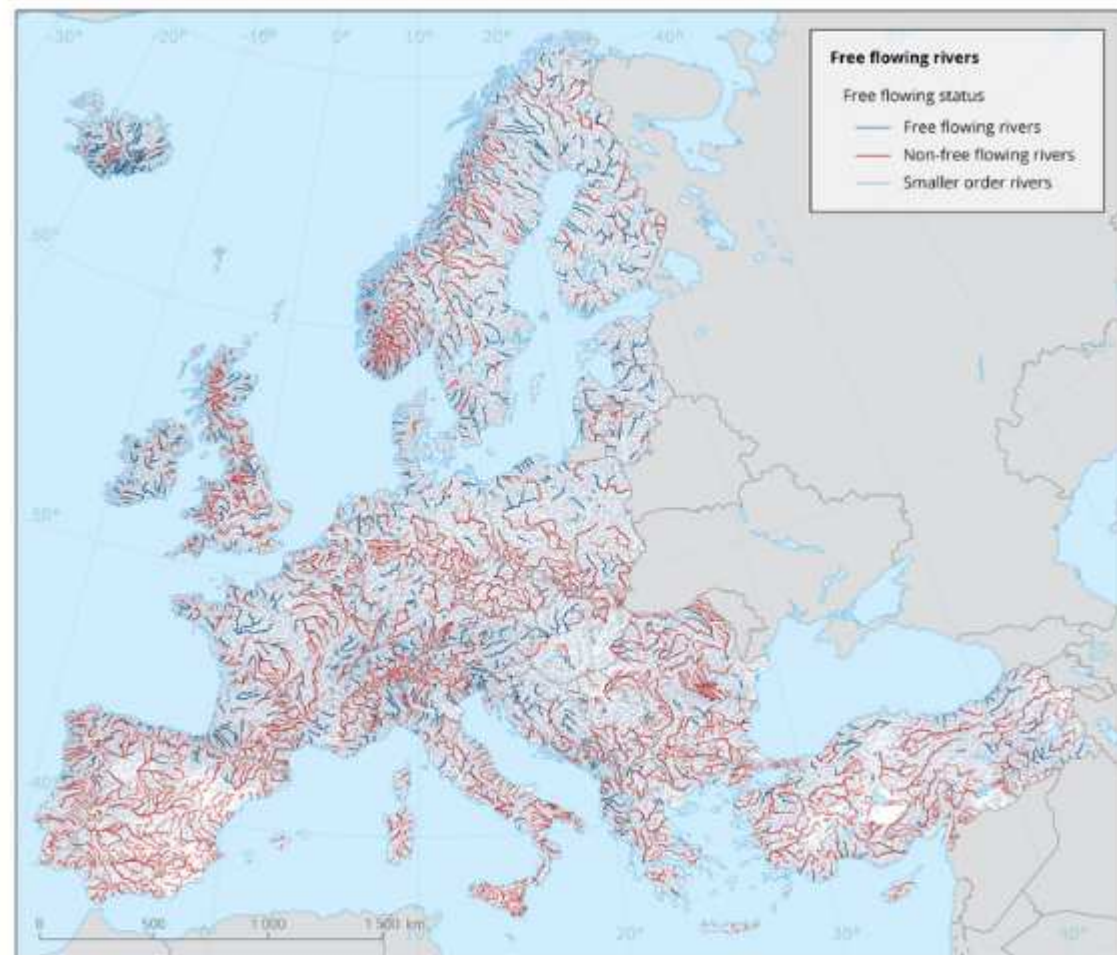 -30° -20° -10° 0° 10° 20° 30° 40° 50°
Free flowing rivers
Free flowing status
Free flowing rivers
Non-free flowing rivers
Smaller order rivers
0 500 1 000 1 500 km
20° 30° 40°